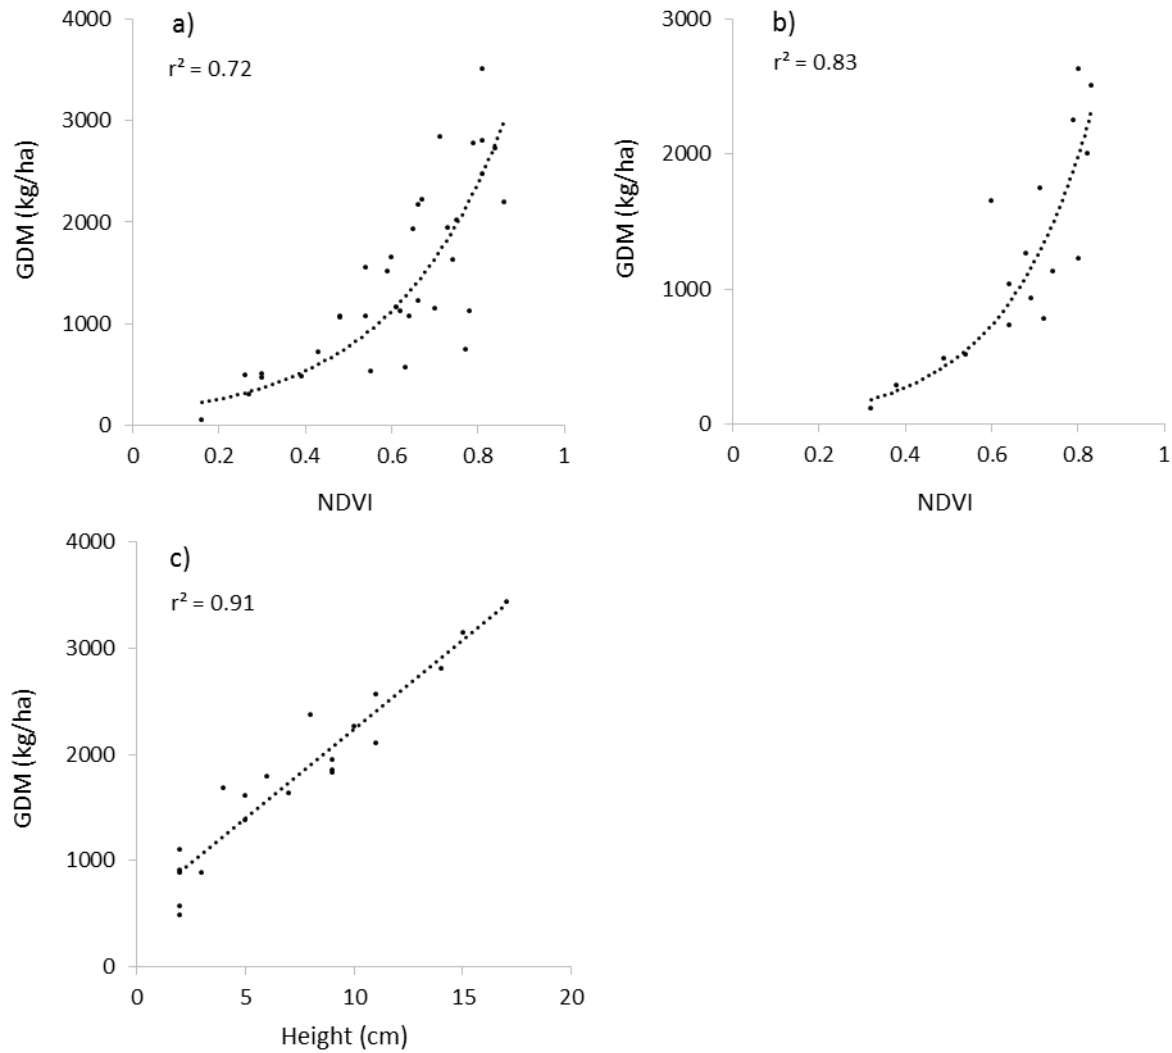 a)
r² = 0.72
GDM (kg/ha)
4000
3000
2000
1000
0
0 0.2 0.4 0.6 0.8 1
NDVI
b)
r² = 0.83
GDM (kg/ha)
3000
2000
1000
0
0 0.2 0.4 0.6 0.8 1
NDVI
c)
r² = 0.91
GDM (kg/ha)
4000
3000
2000
1000
0
0 5 10 15 20
Height (cm)